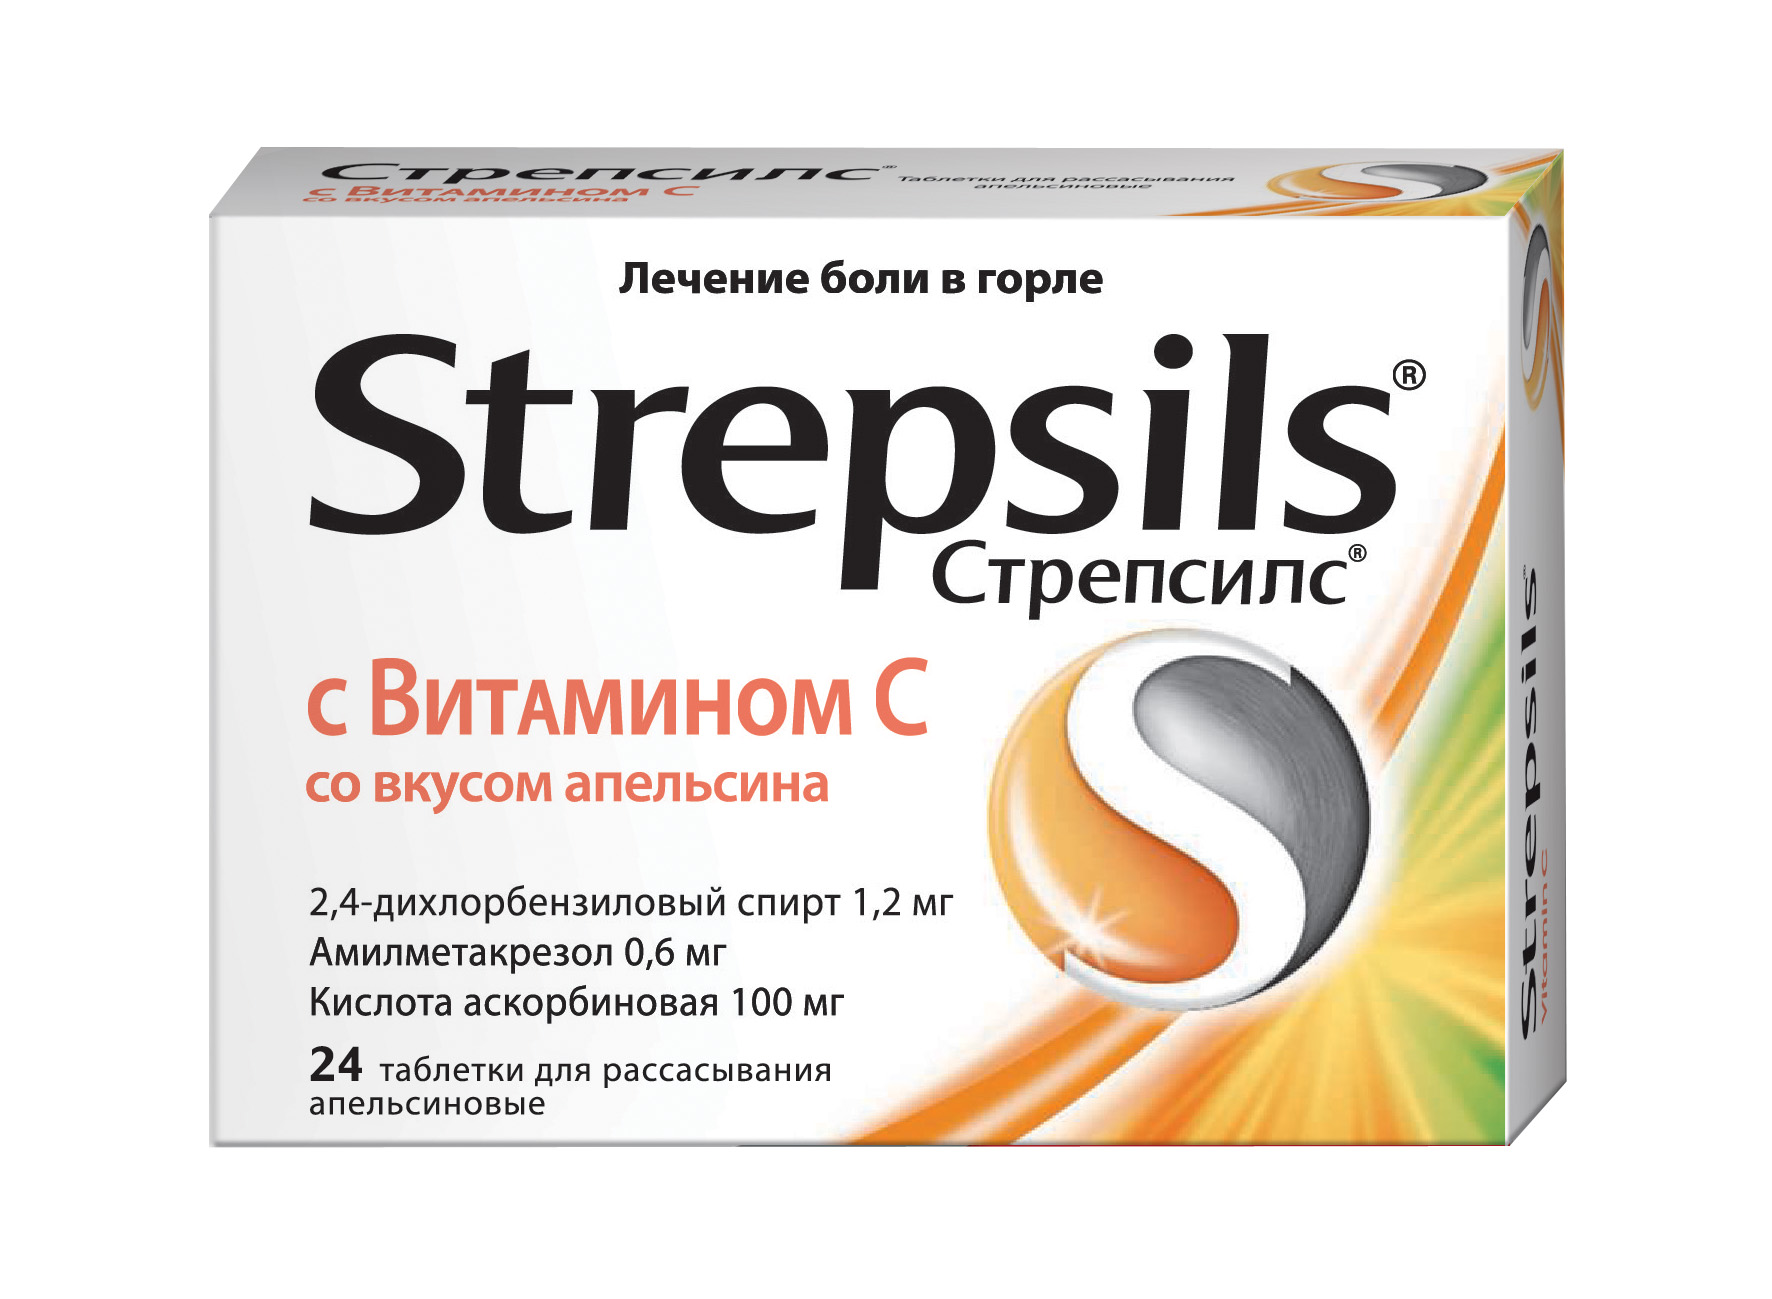 Стрепсилс®
с Витамином С
со вкусом апельсина
Таблетки для рассасывания
апельсиновые
Лечение боли в горле
Strepsils®
Стрепсилс®
с Витамином С
со вкусом апельсина
2,4-дихлорбензиловый спирт 1,2 мг
Амилметакрезол 0,6 мг
Кислота аскорбиновая 100 мг
24 таблетки для рассасывания
апельсиновые
Strepsils®
vitamin C